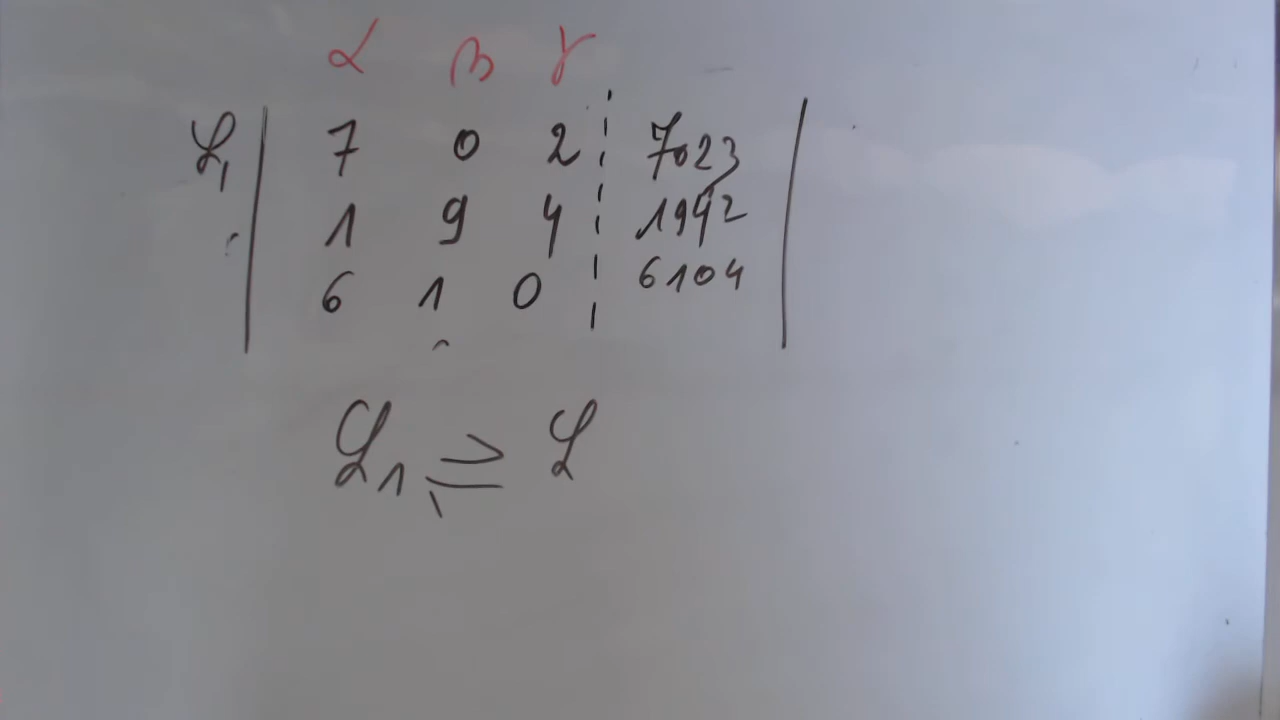 α β γ
ℒ₁ | 7 0 2 ¦ 7023 |
1 9 4 ¦ 1942
6 1 0 ¦ 6104
ℒ₁ ⇌ ℒ